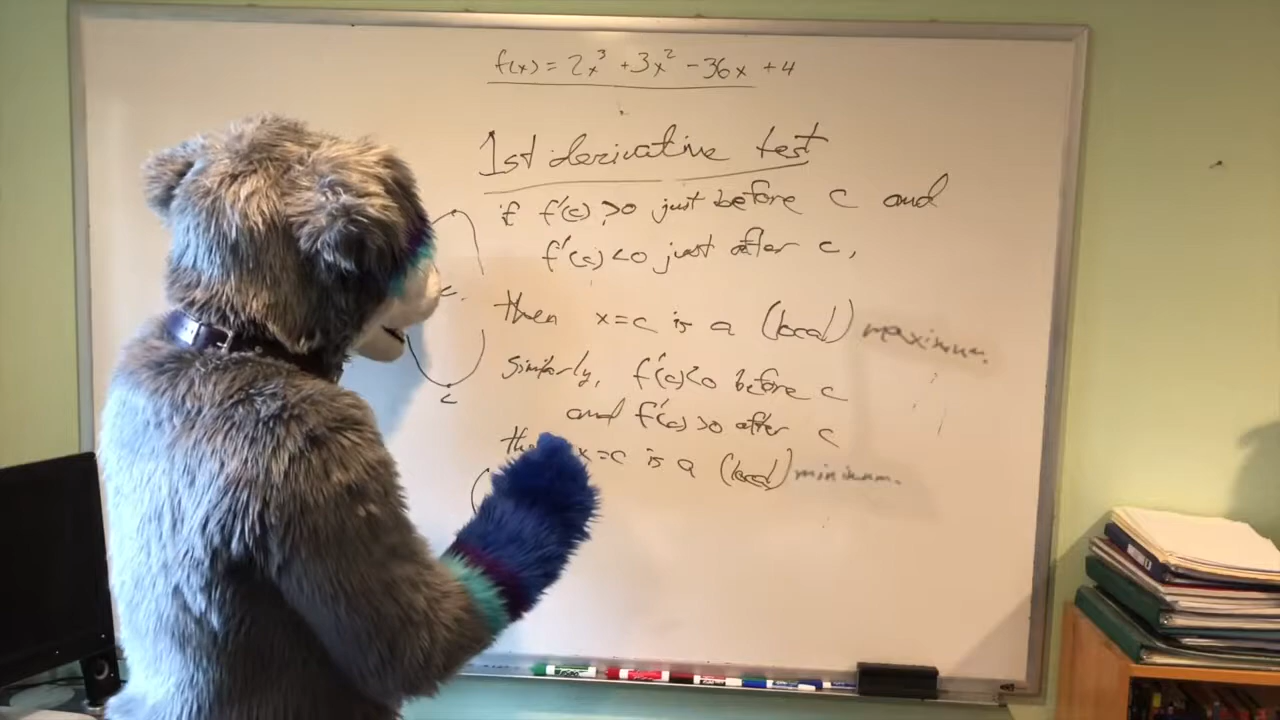 f(x) = 2x³ + 3x² - 36x + 4
1st derivative test
if f'(c) > 0 just before c and
f'(c) < 0 just after c,
then x = c is a (local) maximum.
c.
Similarly, f'(c) < 0 before c
c
and f'(c) > 0 after c
x = c is a (local) minimum.